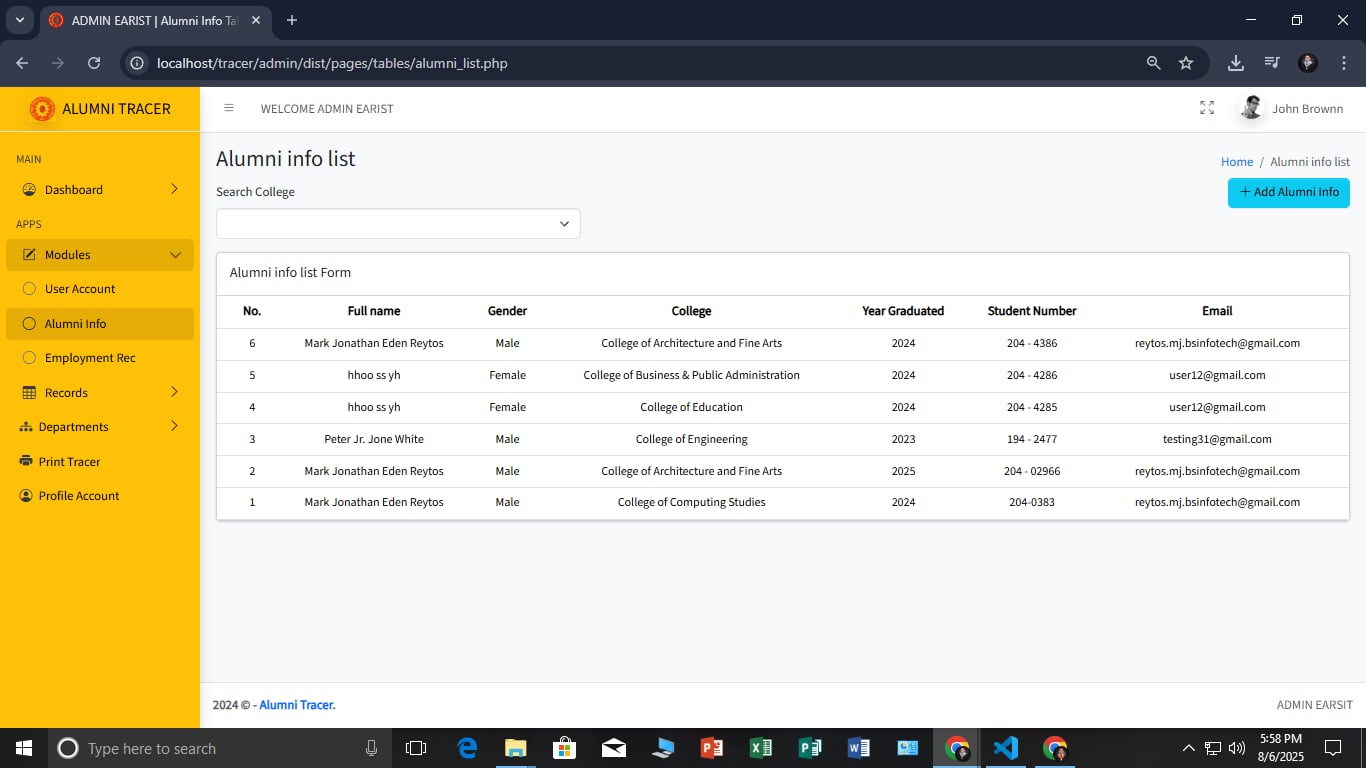 ADMIN EARIST | Alumni Info Ta
localhost/tracer/admin/dist/pages/tables/alumni_list.php
ALUMNI TRACER
WELCOME ADMIN EARIST
John Brownn
MAIN
Dashboard
APPS
Modules
User Account
Alumni Info
Employment Rec
Records
Departments
Print Tracer
Profile Account
Alumni info list
Home / Alumni info list
Search College
+ Add Alumni Info
Alumni info list Form
No. Full name Gender College Year Graduated Student Number Email
6 Mark Jonathan Eden Reytos Male College of Architecture and Fine Arts 2024 204 - 4386 reytos.mj.bsinfotech@gmail.com
5 hhoo ss yh Female College of Business & Public Administration 2024 204 - 4286 user12@gmail.com
4 hhoo ss yh Female College of Education 2024 204 - 4285 user12@gmail.com
3 Peter Jr. Jone White Male College of Engineering 2023 194 - 2477 testing31@gmail.com
2 Mark Jonathan Eden Reytos Male College of Architecture and Fine Arts 2025 204 - 02966 reytos.mj.bsinfotech@gmail.com
1 Mark Jonathan Eden Reytos Male College of Computing Studies 2024 204-0383 reytos.mj.bsinfotech@gmail.com
2024 © - Alumni Tracer.
ADMIN EARSIT
Type here to search
5:58 PM
8/6/2025